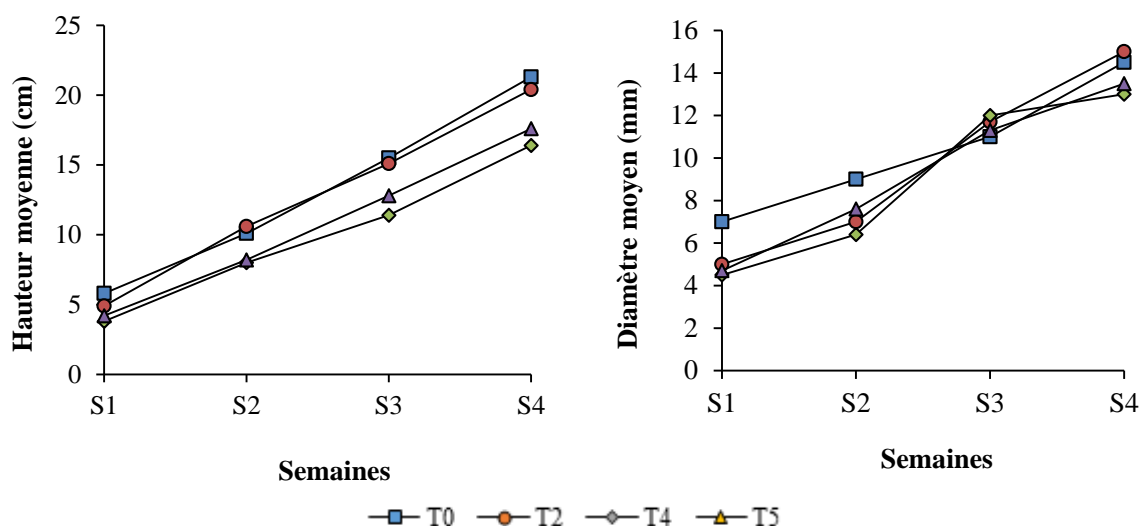 Hauteur moyenne (cm)
25
20
15
10
5
0
S1 S2 S3 S4
Semaines
Diamètre moyen (mm)
16
14
12
10
8
6
4
2
0
S1 S2 S3 S4
Semaines
T0 T2 T4 T5